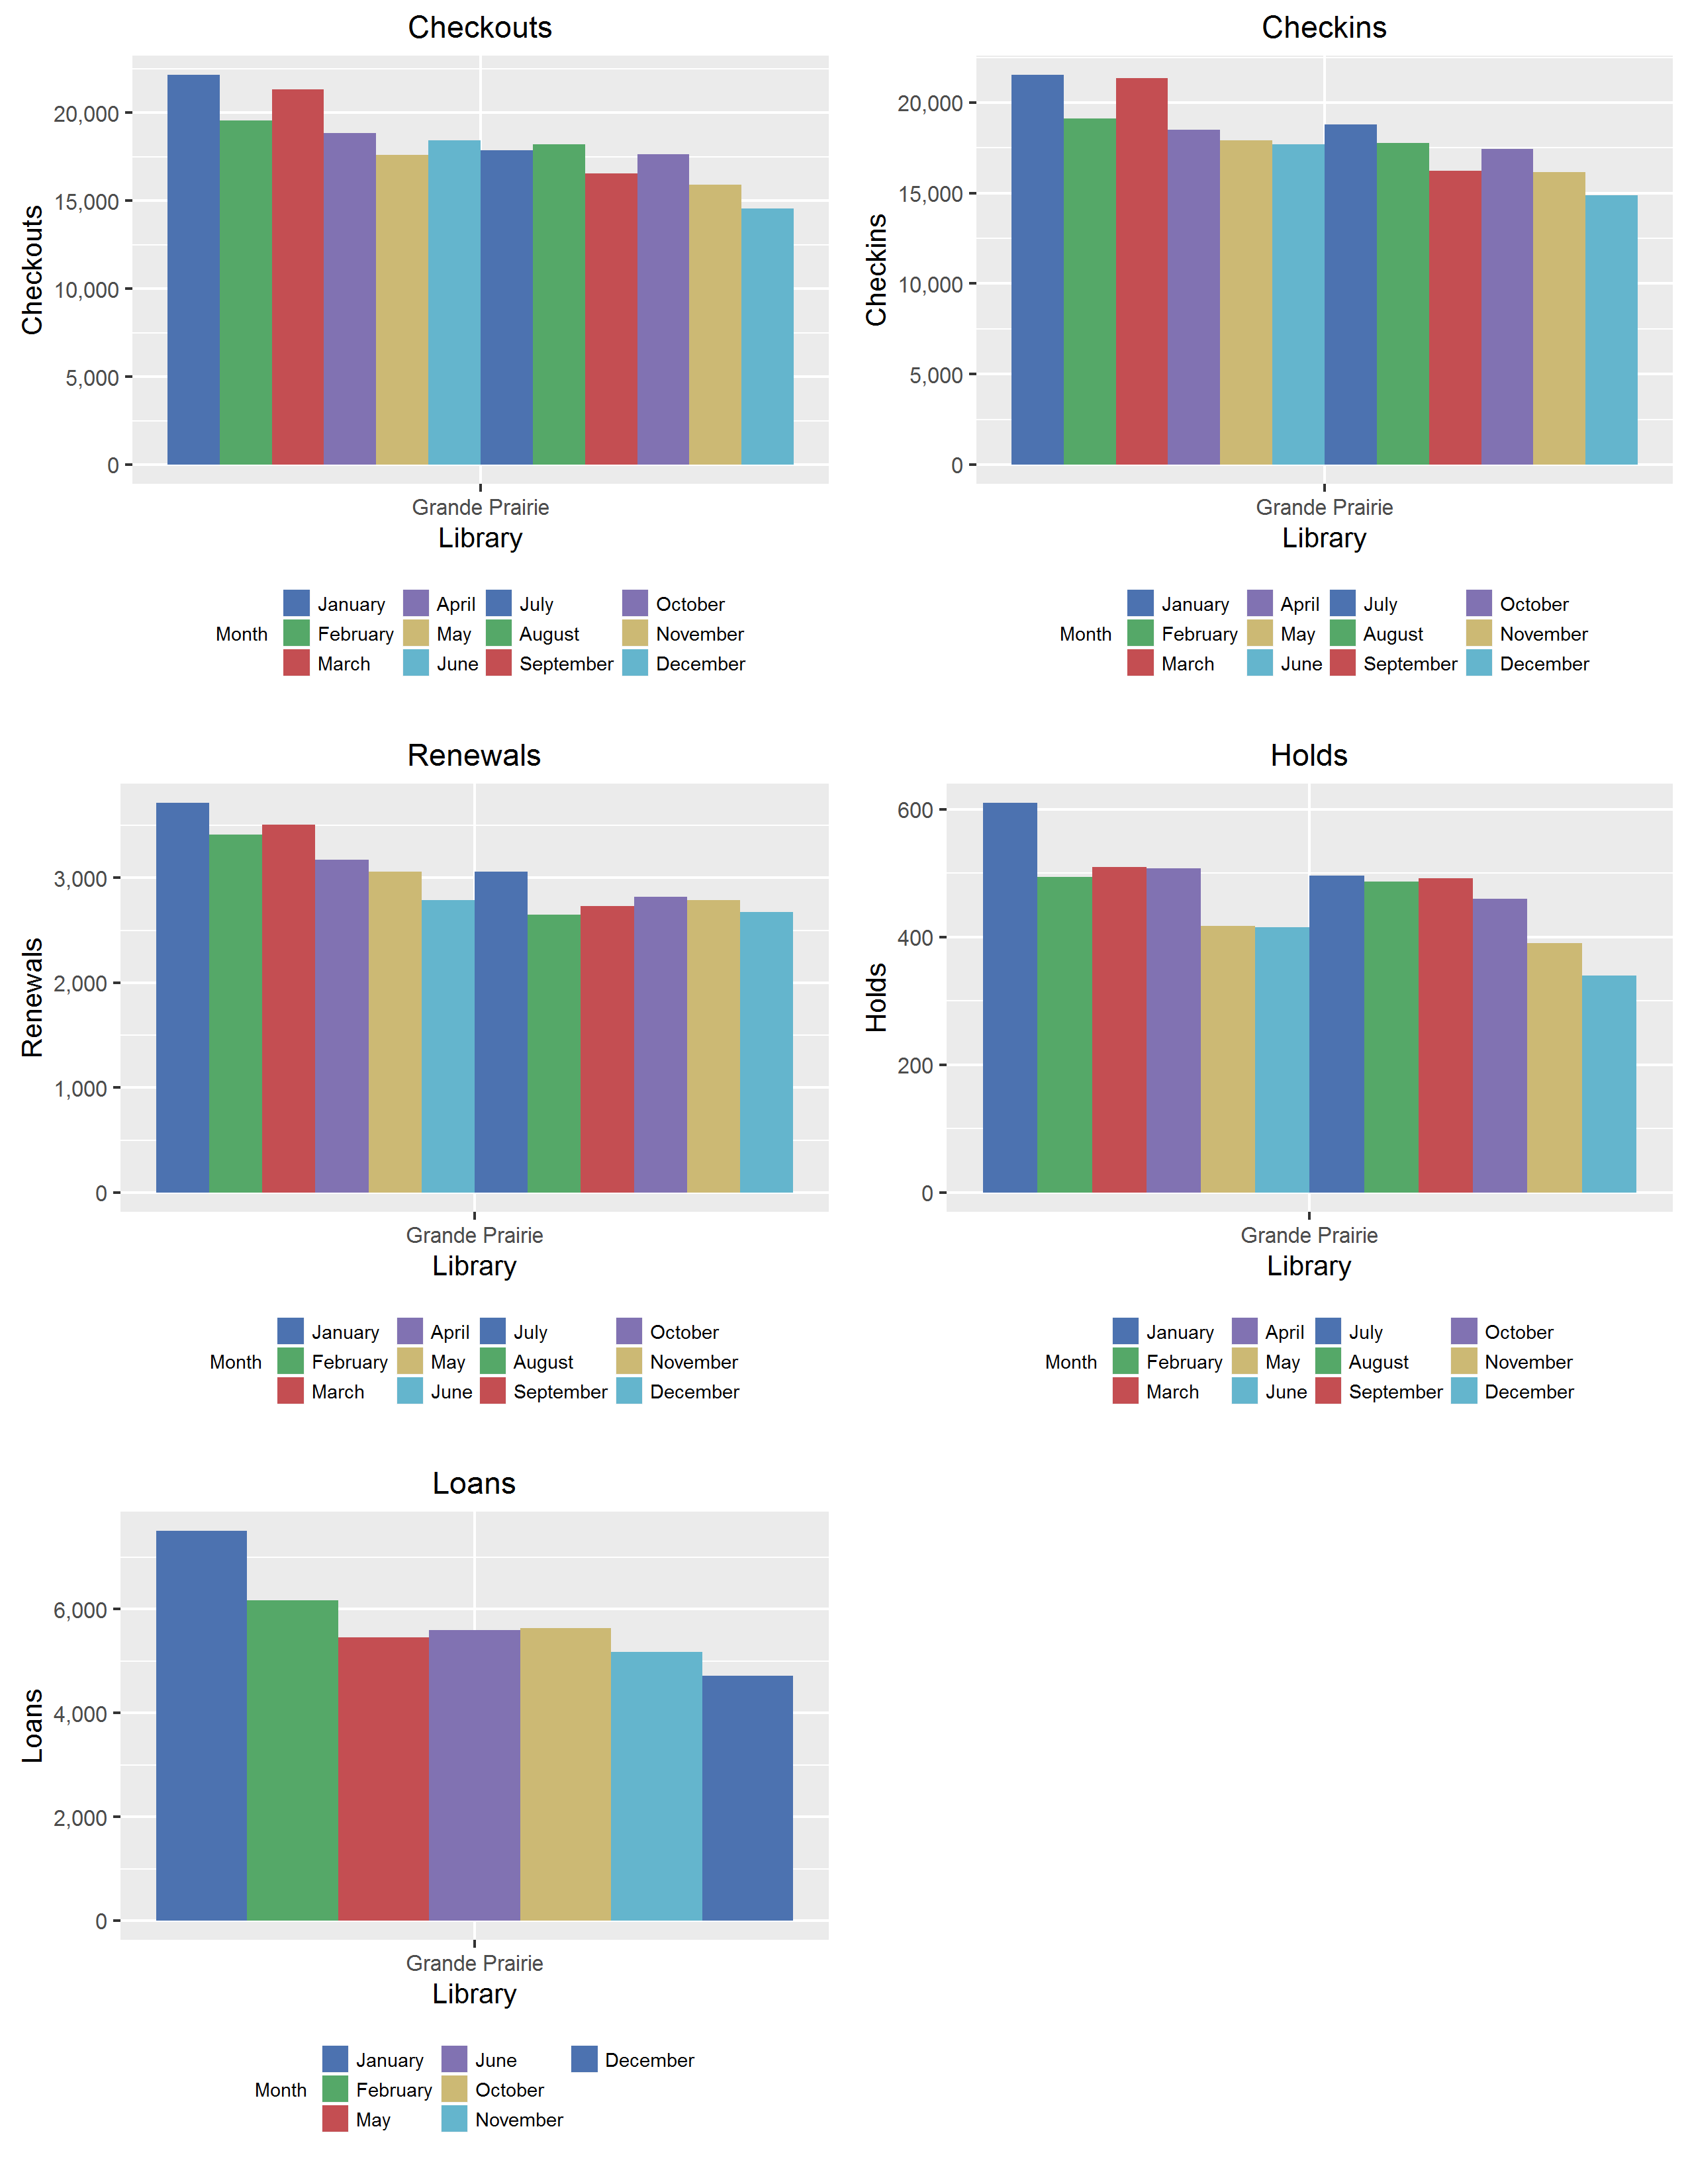 Checkouts
Checkouts
20,000
15,000
10,000
5,000
0
Grande Prairie
Library
Month
January
February
March
April
May
June
July
August
September
October
November
December
Checkins
Checkins
20,000
15,000
10,000
5,000
0
Grande Prairie
Library
Month
January
February
March
April
May
June
July
August
September
October
November
December
Renewals
Renewals
3,000
2,000
1,000
0
Grande Prairie
Library
Month
January
February
March
April
May
June
July
August
September
October
November
December
Holds
Holds
600
400
200
0
Grande Prairie
Library
Month
January
February
March
April
May
June
July
August
September
October
November
December
Loans
Loans
6,000
4,000
2,000
0
Grande Prairie
Library
Month
January
February
May
June
October
November
December